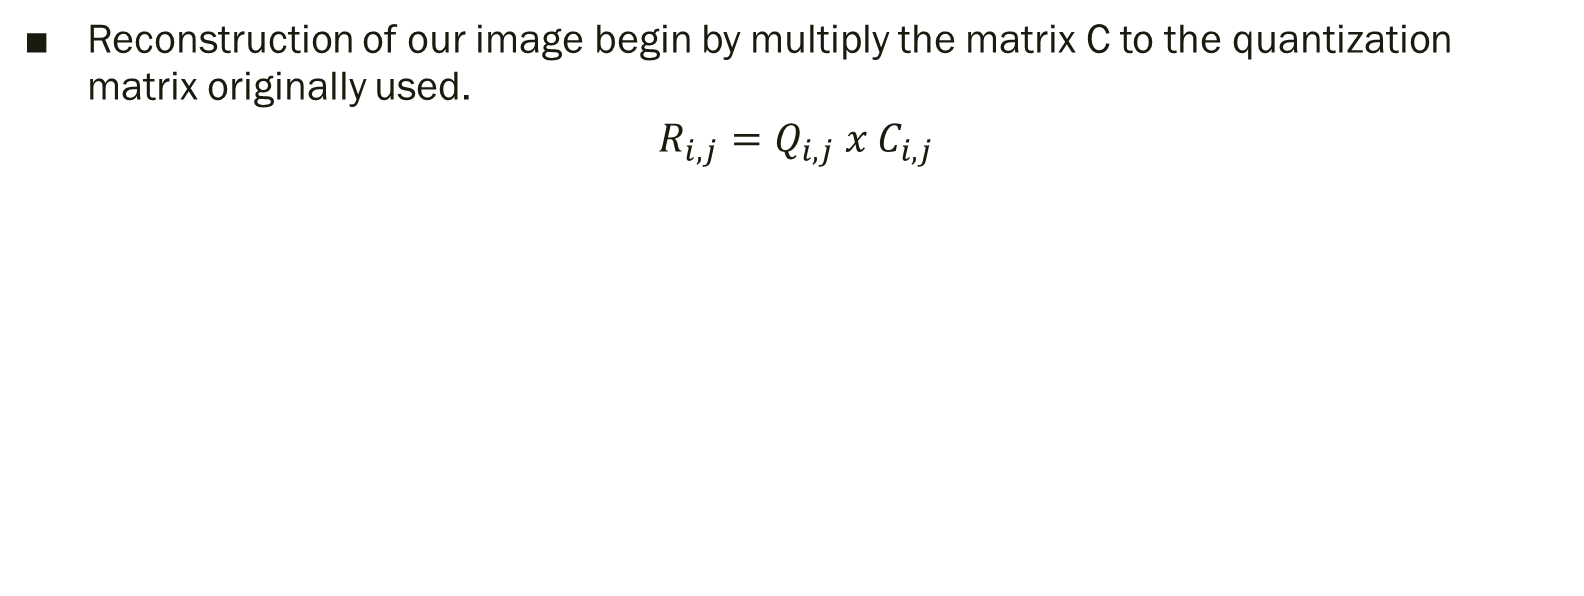 ▪ Reconstruction of our image begin by multiply the matrix C to the quantization
matrix originally used.
R_{i,j} = Q_{i,j} x C_{i,j}